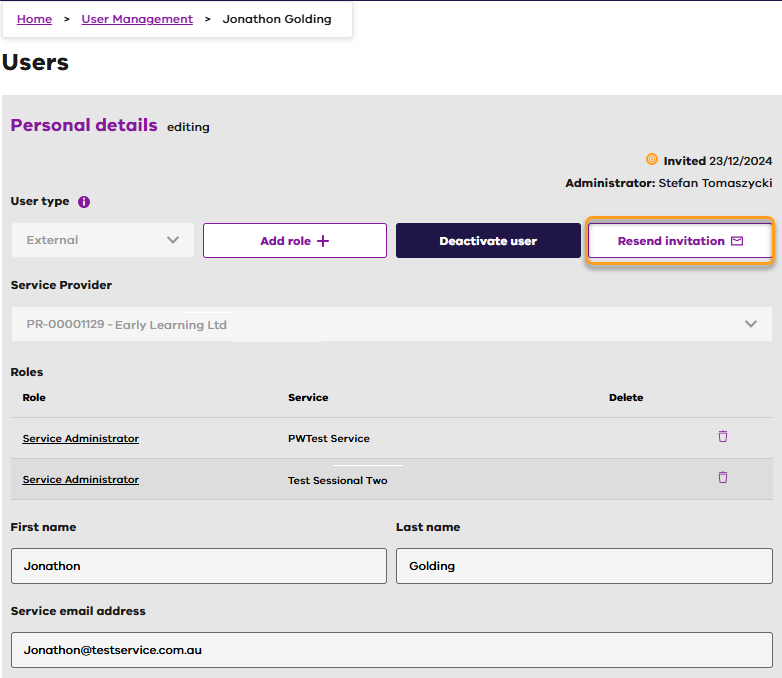 Home > User Management > Jonathon Golding
Users
Personal details editing
Invited 23/12/2024
Administrator: Stefan Tomaszycki
User type
External
Add role
Deactivate user
Resend invitation
Service Provider
PR-00001129 - Early Learning Ltd
Roles
Role Service Delete
Service Administrator PWTest Service
Service Administrator Test Sessional Two
First name Last name
Jonathon Golding
Service email address
Jonathon@testservice.com.au